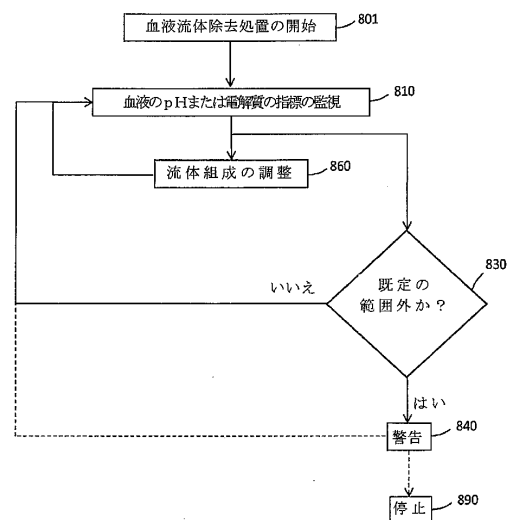 血液流体除去処置の開始
801
血液のpHまたは電解質の指標の監視
810
流体組成の調整
860
既定の
範囲外か？
830
いいえ
はい
警告
840
停止
890